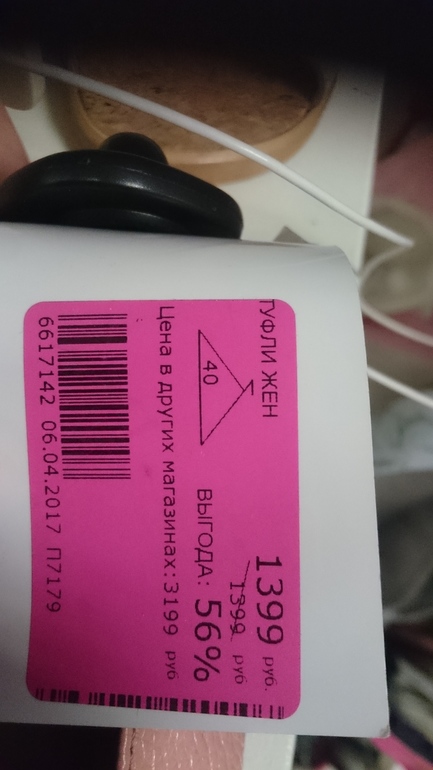 ТУФЛИ ЖЕН
1399 руб.
1399 руб
40
ВЫГОДА: 56%
Цена в других магазинах: 3199 руб
6617142 06.04.2017 П7179